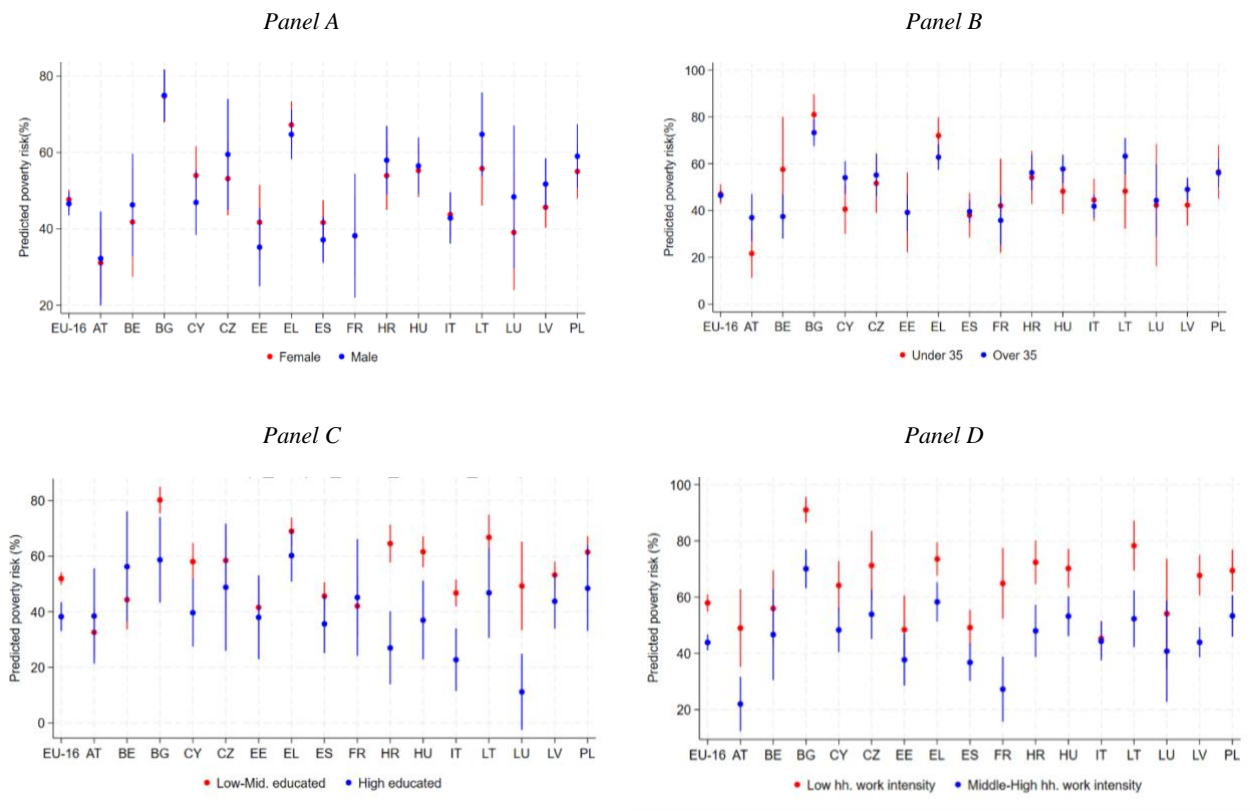 Panel A
Panel B
Predicted poverty risk(%)
80
60
40
20
EU-16 AT BE BG CY CZ EE EL ES FR HR HU IT LT LU LV PL
Female Male
Predicted poverty risk(%)
100
80
60
40
20
0
EU-16 AT BE BG CY CZ EE EL ES FR HR HU IT LT LU LV PL
Under 35 Over 35
Panel C
Panel D
Predicted poverty risk (%)
80
60
40
20
0
EU-16 AT BE BG CY CZ EE EL ES FR HR HU IT LT LU LV PL
Low-Mid. educated High educated
Predicted poverty risk (%)
100
80
60
40
20
EU-16 AT BE BG CY CZ EE EL ES FR HR HU IT LT LU LV PL
Low hh. work intensity Middle-High hh. work intensity